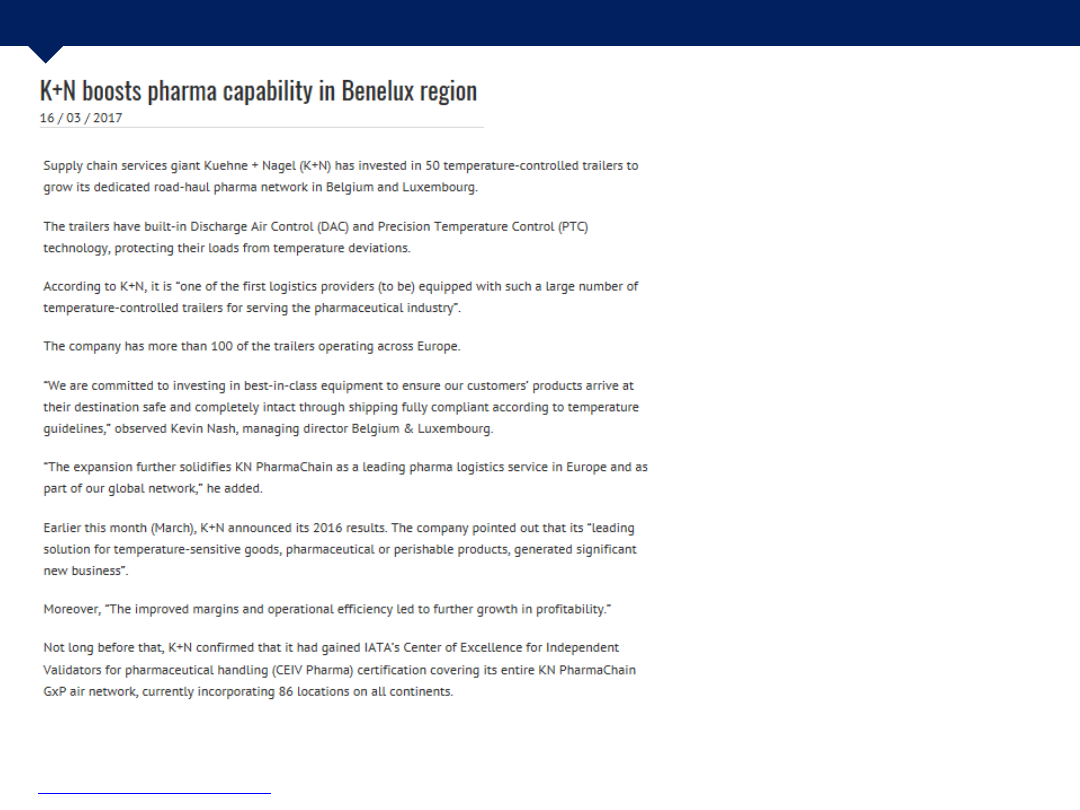 K+N boosts pharma capability in Benelux region
16 / 03 / 2017
Supply chain services giant Kuehne + Nagel (K+N) has invested in 50 temperature-controlled trailers to
grow its dedicated road-haul pharma network in Belgium and Luxembourg.
The trailers have built-in Discharge Air Control (DAC) and Precision Temperature Control (PTC)
technology, protecting their loads from temperature deviations.
According to K+N, it is “one of the first logistics providers (to be) equipped with such a large number of
temperature-controlled trailers for serving the pharmaceutical industry”.
The company has more than 100 of the trailers operating across Europe.
“We are committed to investing in best-in-class equipment to ensure our customers’ products arrive at
their destination safe and completely intact through shipping fully compliant according to temperature
guidelines,” observed Kevin Nash, managing director Belgium & Luxembourg.
“The expansion further solidifies KN PharmaChain as a leading pharma logistics service in Europe and as
part of our global network,” he added.
Earlier this month (March), K+N announced its 2016 results. The company pointed out that its “leading
solution for temperature-sensitive goods, pharmaceutical or perishable products, generated significant
new business”.
Moreover, “The improved margins and operational efficiency led to further growth in profitability.”
Not long before that, K+N confirmed that it had gained IATA’s Center of Excellence for Independent
Validators for pharmaceutical handling (CEIV Pharma) certification covering its entire KN PharmaChain
GxP air network, currently incorporating 86 locations on all continents.